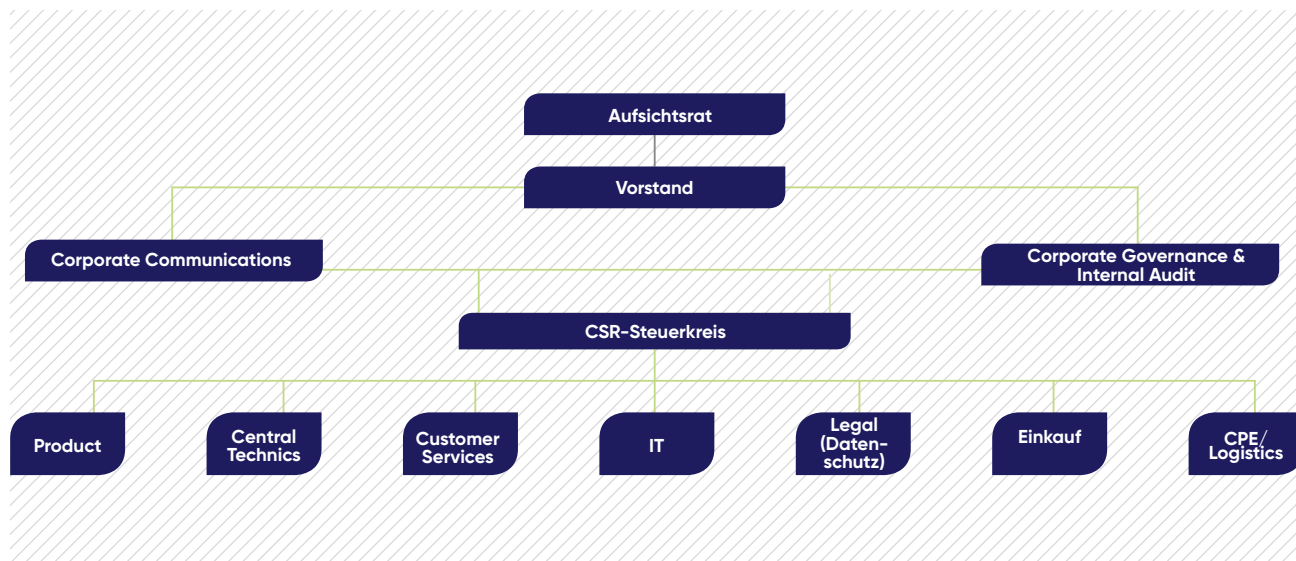 Aufsichtsrat
Vorstand
Corporate Communications
Corporate Governance &
Internal Audit
CSR-Steuerkreis
Product
Central
Technics
Customer
Services
IT
Legal
(Daten-
schutz)
Einkauf
CPE/
Logistics